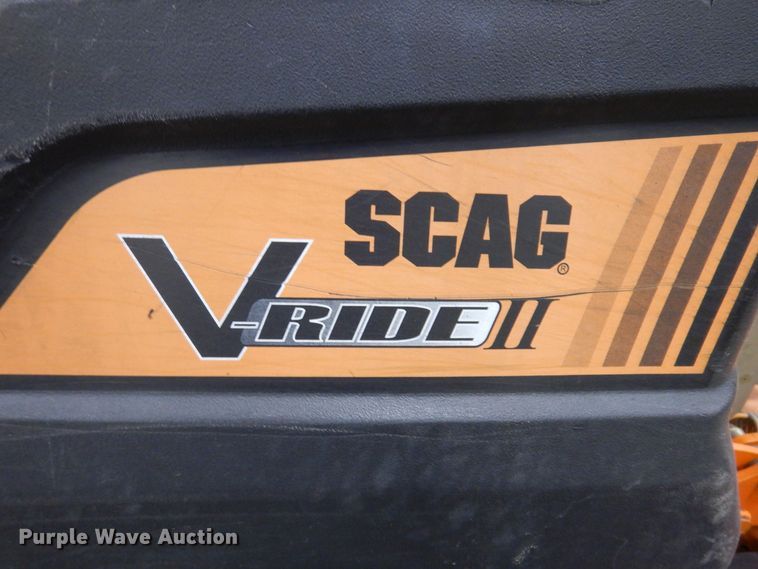 SCAG®
V-RIDE II
Purple Wave Auction